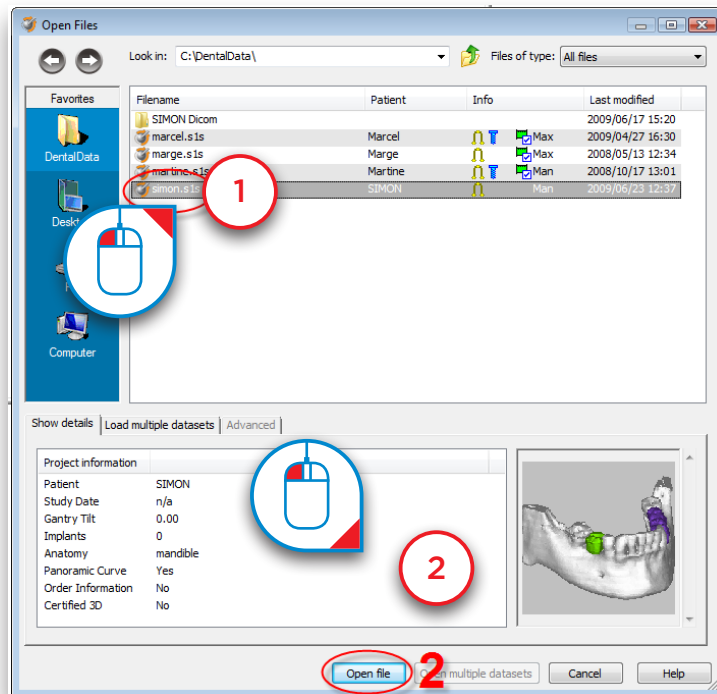 Open Files
Look in: C:\DentalData\ Files of type: All files
Favorites
DentalData
Computer
Filename Patient Info Last modified
SIMON Dicom 2009/06/17 15:20
marcel.s1s Marcel Max 2009/04/27 16:30
marge.s1s Marge Max 2008/05/13 12:34
martine.s1s Martine Man 2008/10/17 13:01
simon.s1s SIMON Man 2009/06/23 12:37
1
Show details Load multiple datasets Advanced
Project information
Patient SIMON
Study Date n/a
Gantry Tilt 0.00
Implants 0
Anatomy mandible
Panoramic Curve Yes
Order Information No
Certified 3D No
2
Open file 2 multiple datasets Cancel Help